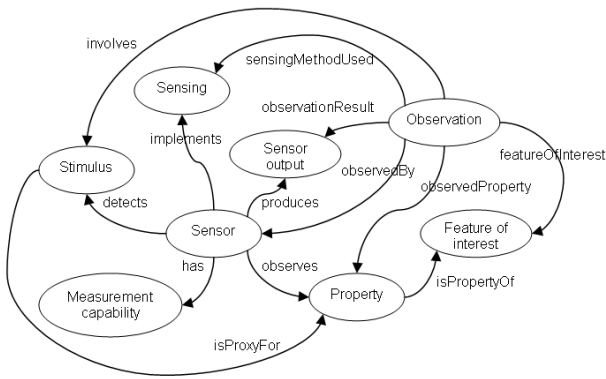 involves
sensingMethodUsed
Sensing
observationResult
Observation
implements
Sensor
output
featureOfInterest
Stimulus
observedBy
observedProperty
detects
produces
Sensor
Feature of
interest
has
observes
isPropertyOf
Measurement
capability
Property
isProxyFor